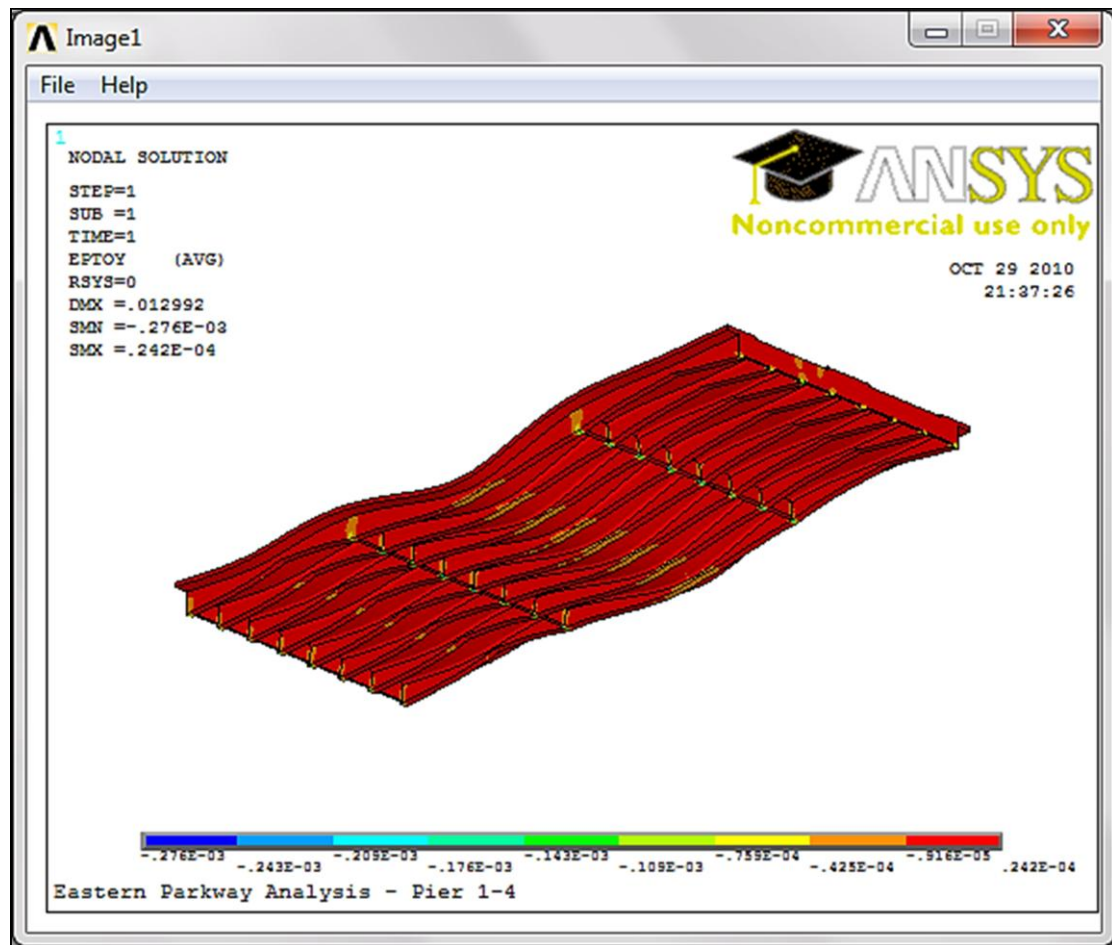 Image1
File Help
1
NODAL SOLUTION
STEP=1
SUB =1
TIME=1
EPTOY (AVG)
RSYS=0
DMX =.012992
SMN =-.276E-03
SMX =.242E-04
ANSYS
Noncommercial use only
OCT 29 2010
21:37:26
-.276E-03 -.209E-03 -.143E-03 -.759E-04 -.916E-05
-.243E-03 -.176E-03 -.109E-03 -.425E-04 .242E-04
Eastern Parkway Analysis - Pier 1-4